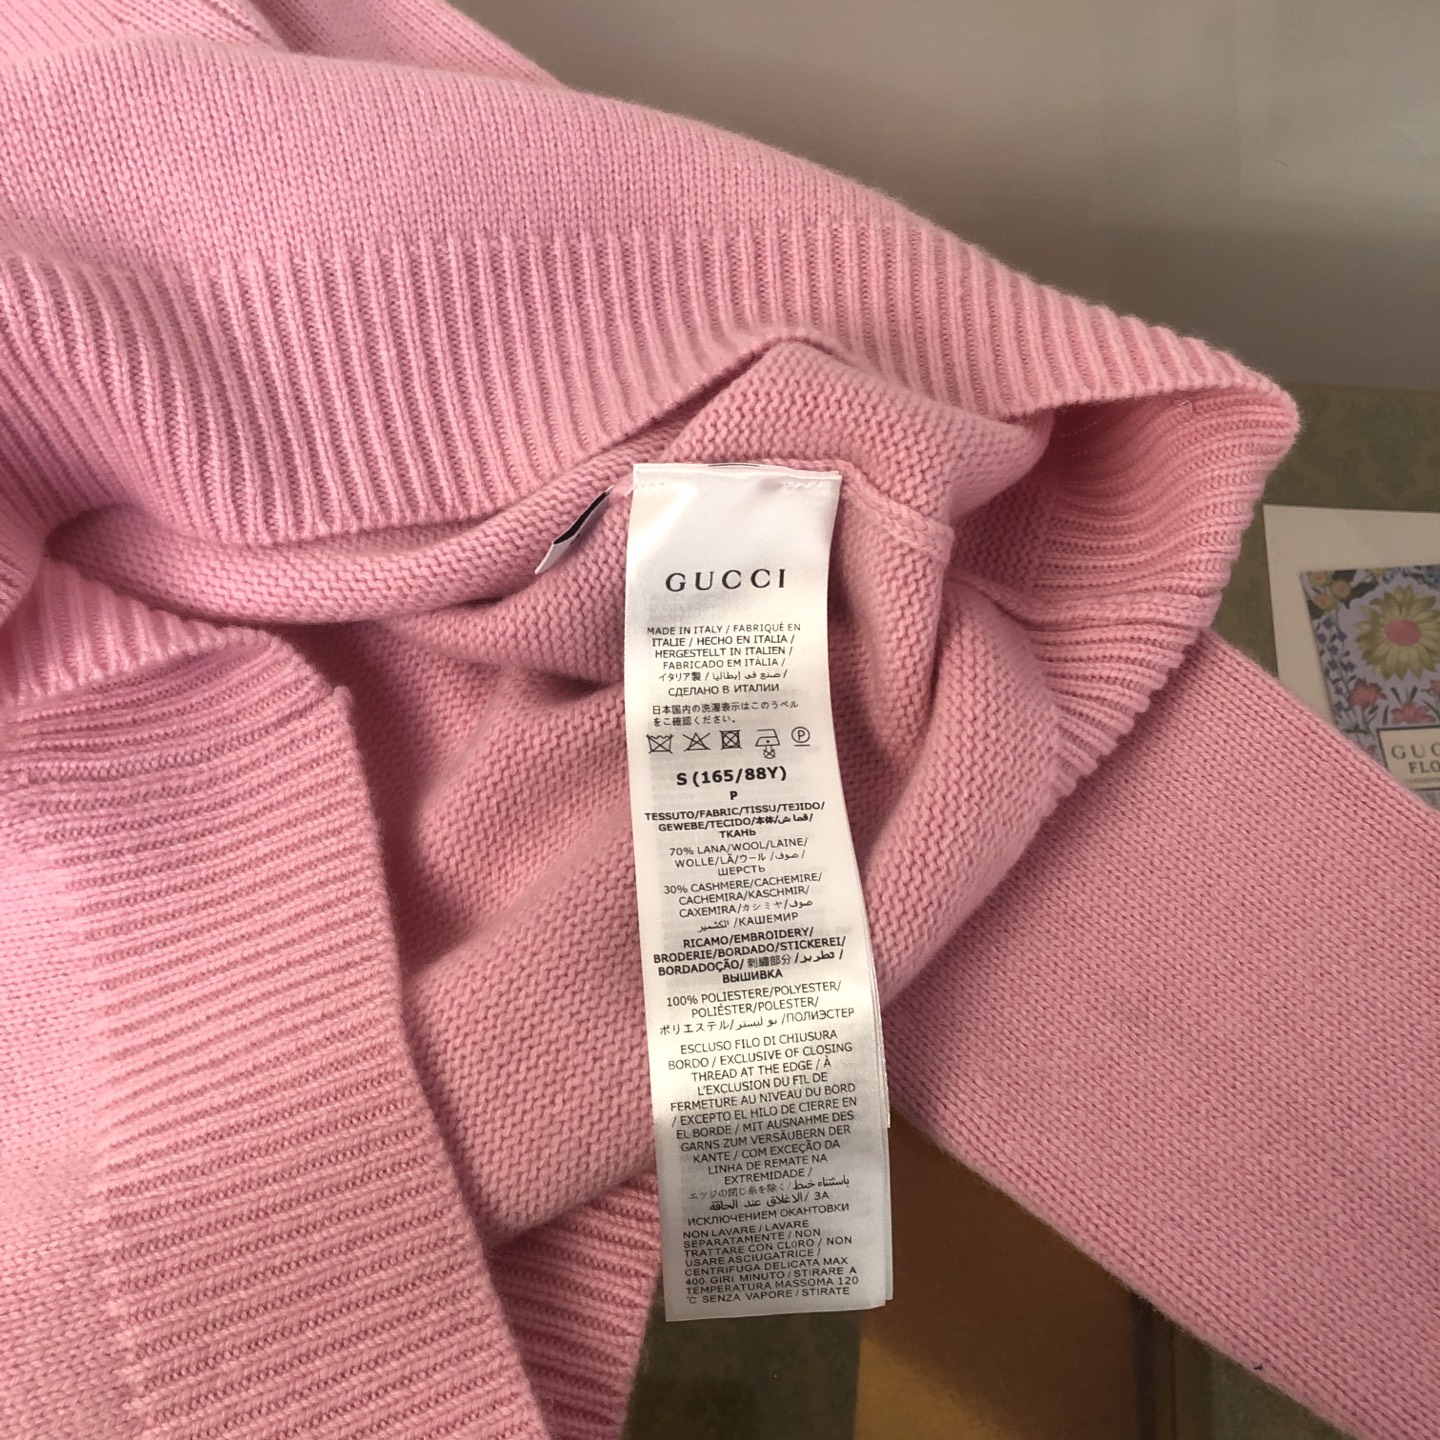 GUCCI
MADE IN ITALY / FABRIQUÉ EN
ITALIE / HECHO EN ITALIA /
HERGESTELLT IN ITALIEN /
FABRICADO EM ITÁLIA /
イタリア製 / صنع في إيطاليا /
СДЕЛАНО В ИТАЛИИ
日本国内の洗濯表示はこのラベル
をご確認ください。
P
S (165/88Y)
P
TESSUTO/FABRIC/TISSU/TEJIDO/
GEWEBE/TECIDO/本体/قماش/
ТКАНЬ
70% LANA/WOOL/LAINE/
WOLLE/LÃ/ウール /صوف/
ШЕРСТЬ
30% CASHMERE/CACHEMIRE/
CACHEMIRA/KASCHMIR/
CAXEMIRA/カシミヤ/صوف
الكشمير /КАШЕМИР
RICAMO/EMBROIDERY/
BRODERIE/BORDADO/STICKEREI/
BORDADOÇÃO/ 刺繍部分 /تطريز/
ВЫШИВКА
100% POLIESTERE/POLYESTER/
POLIÉSTER/POLESTER/
ポリエステル/بوليستر /ПОЛИЭСТЕР
ESCLUSO FILO DI CHIUSURA
BORDO / EXCLUSIVE OF CLOSING
THREAD AT THE EDGE / À
L'EXCLUSION DU FIL DE
FERMETURE AU NIVEAU DU BORD
/ EXCEPTO EL HILO DE CIERRE EN
EL BORDE / MIT AUSNAHME DES
GARNS ZUM VERSÄUBERN DER
KANTE / COM EXCEÇÃO DA
LINHA DE REMATE NA
EXTREMIDADE /
エッジの閉じ糸を除く/ باستثناء خيط
الاغلاق عند الحافة/ ЗА
ИСКЛЮЧЕНИЕМ ОКАНТОВКИ
NON LAVARE / LAVARE
SEPARATAMENTE / NON
TRATTARE CON CLORO / NON
USARE ASCIUGATRICE /
CENTRIFUGA DELICATA MAX
400 GIRI MINUTO / STIRARE A
TEMPERATURA MASSOMA 120
°C SENZA VAPORE / STIRATE